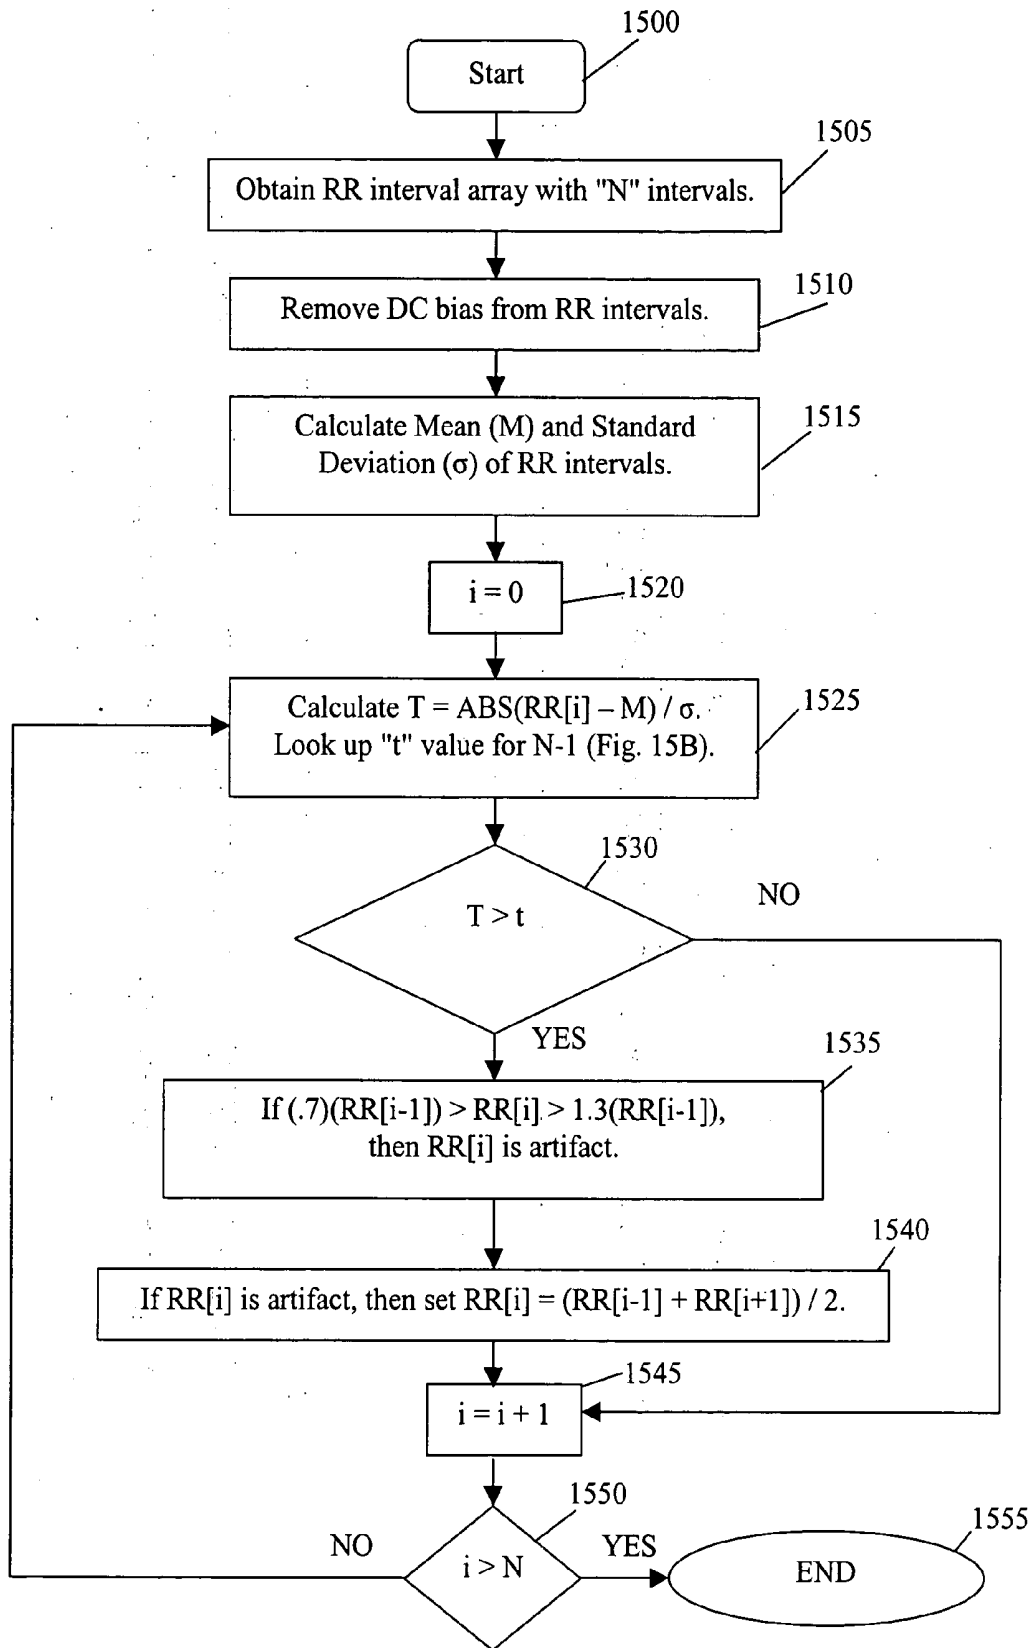 1500
Start
1505
Obtain RR interval array with "N" intervals.
1510
Remove DC bias from RR intervals.
1515
Calculate Mean (M) and Standard
Deviation (σ) of RR intervals.
1520
i = 0
1525
Calculate T = ABS(RR[i] – M) / σ.
Look up "t" value for N-1 (Fig. 15B).
1530
T > t
NO
YES
1535
If (.7)(RR[i-1]) > RR[i] > 1.3(RR[i-1]),
then RR[i] is artifact.
1540
If RR[i] is artifact, then set RR[i] = (RR[i-1] + RR[i+1]) / 2.
1545
i = i + 1
1550
NO
i > N
YES
1555
END